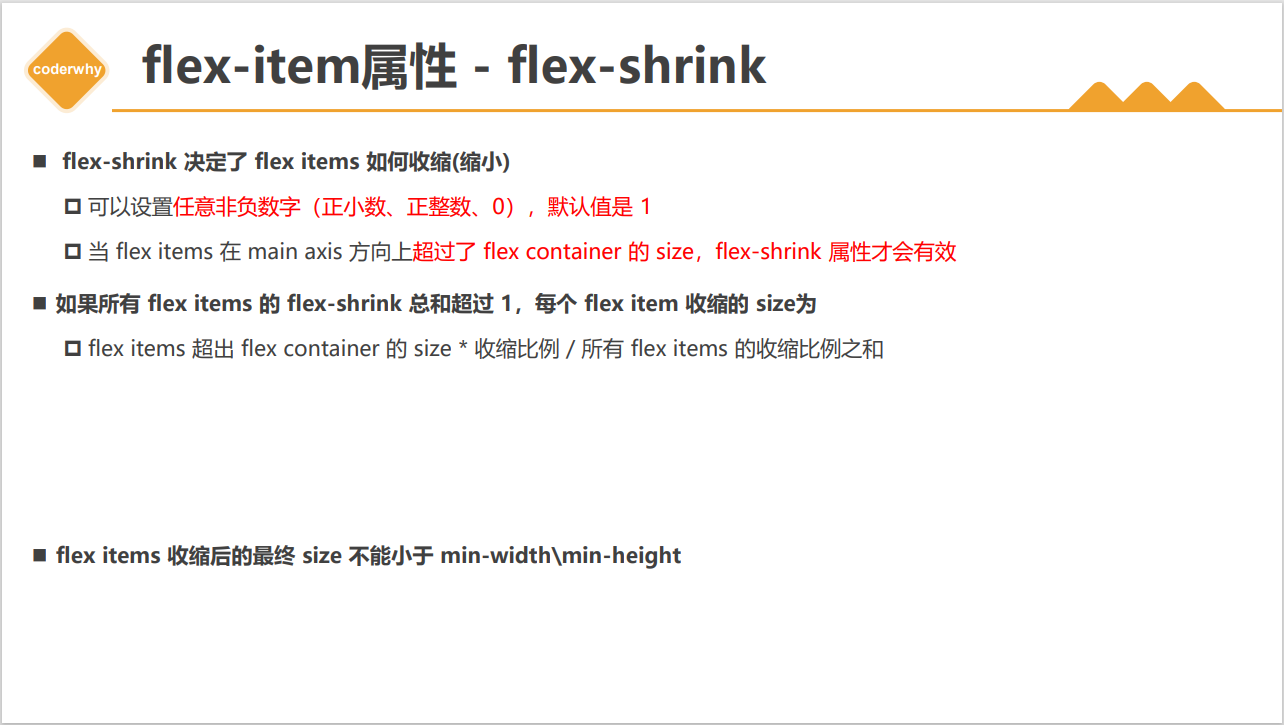 coderwhy
flex-item属性 - flex-shrink
flex-shrink 决定了 flex items 如何收缩(缩小)
可以设置任意非负数字（正小数、正整数、0），默认值是 1
当 flex items 在 main axis 方向上超过了 flex container 的 size，flex-shrink 属性才会有效
如果所有 flex items 的 flex-shrink 总和超过 1，每个 flex item 收缩的 size为
flex items 超出 flex container 的 size * 收缩比例 / 所有 flex items 的收缩比例之和
flex items 收缩后的最终 size 不能小于 min-width\min-height